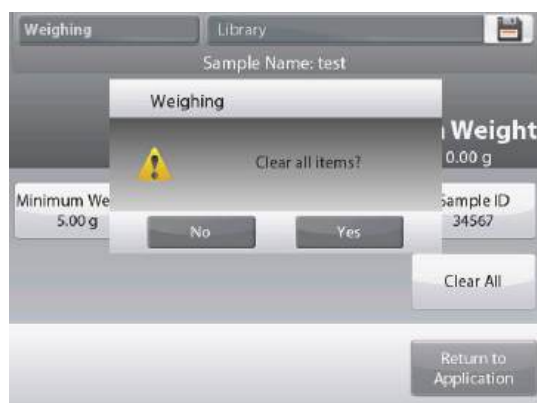 Weighing
Library
Sample Name: test
Weighing
Weight
0.00 g
Clear all items?
Minimum We
5.00 g
Sample ID
34567
No
Yes
Clear All
Return to
Application